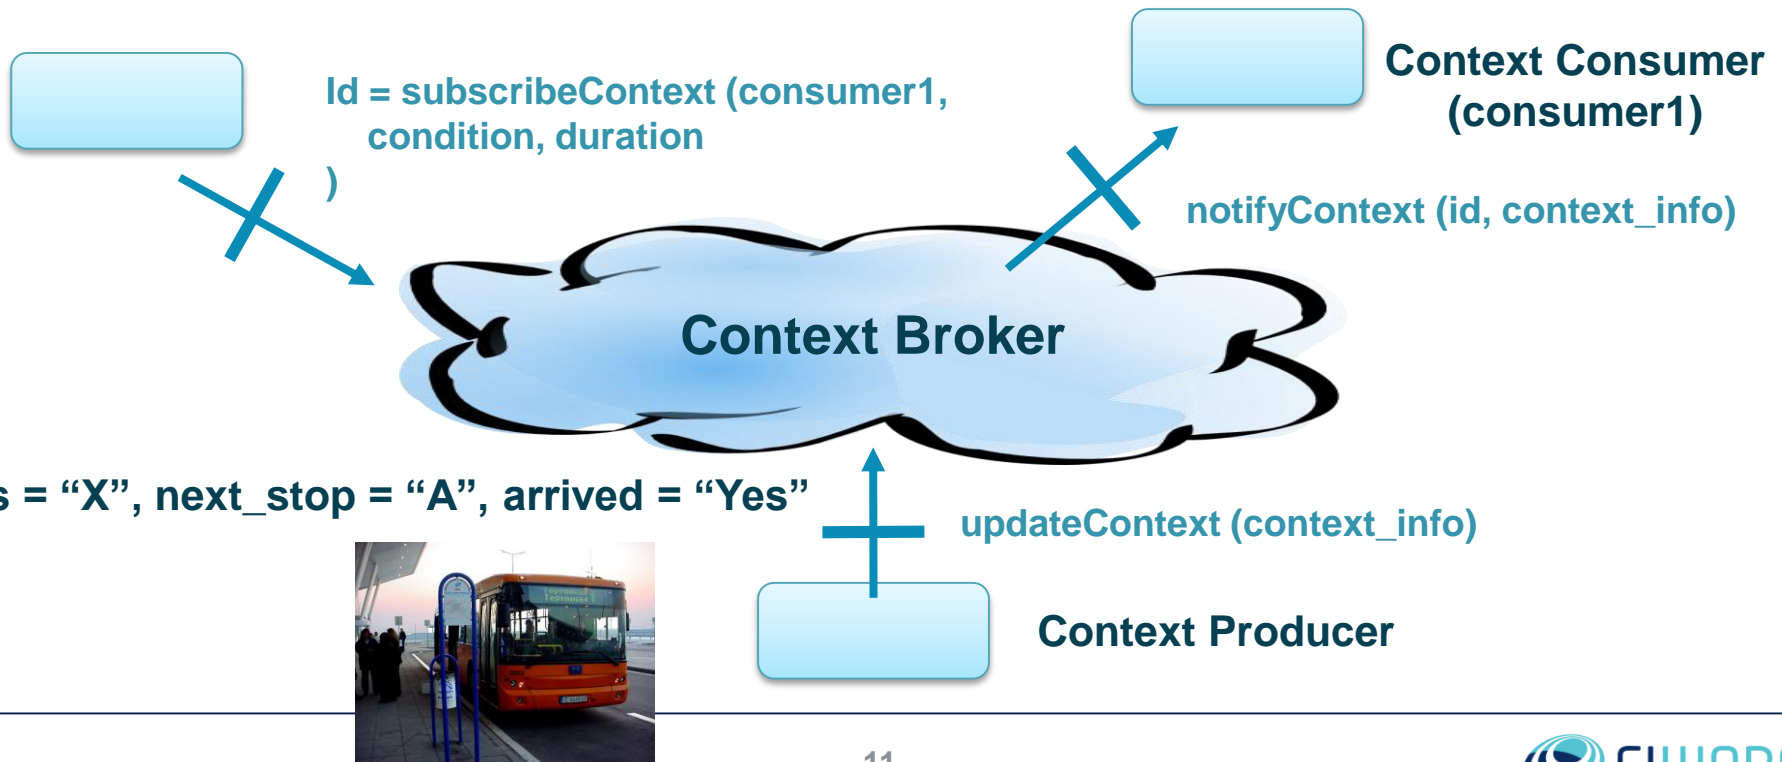 Id = subscribeContext (consumer1,
condition, duration
)
Context Consumer
(consumer1)
notifyContext (id, context_info)
Context Broker
s = “X”, next_stop = “A”, arrived = “Yes”
updateContext (context_info)
Context Producer
11